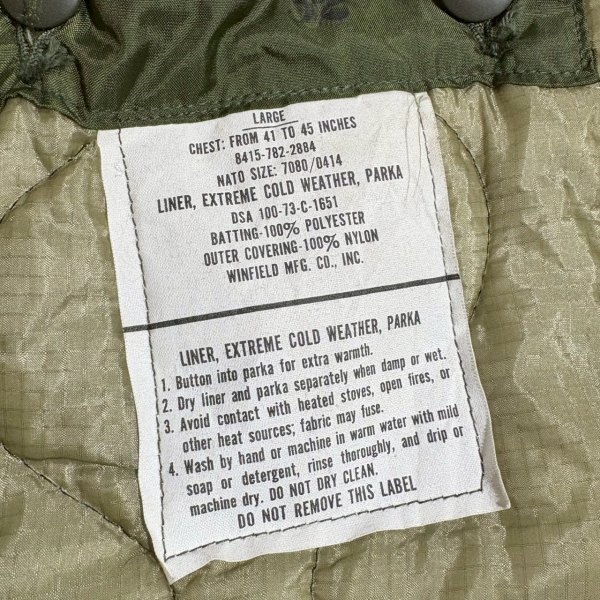 LARGE
CHEST: FROM 41 TO 45 INCHES
8415-782-2884
NATO SIZE: 7080/0414
LINER, EXTREME COLD WEATHER, PARKA
DSA 100-73-C-1651
BATTING-100% POLYESTER
OUTER COVERING-100% NYLON
WINFIELD MFG. CO., INC.
LINER, EXTREME COLD WEATHER, PARKA
1. Button into parka for extra warmth.
2. Dry liner and parka separately when damp or wet.
3. Avoid contact with heated stoves, open fires, or
other heat sources; fabric may fuse.
4. Wash by hand or machine in warm water with mild
soap or detergent, rinse thoroughly, and drip or
machine dry. DO NOT DRY CLEAN.
DO NOT REMOVE THIS LABEL